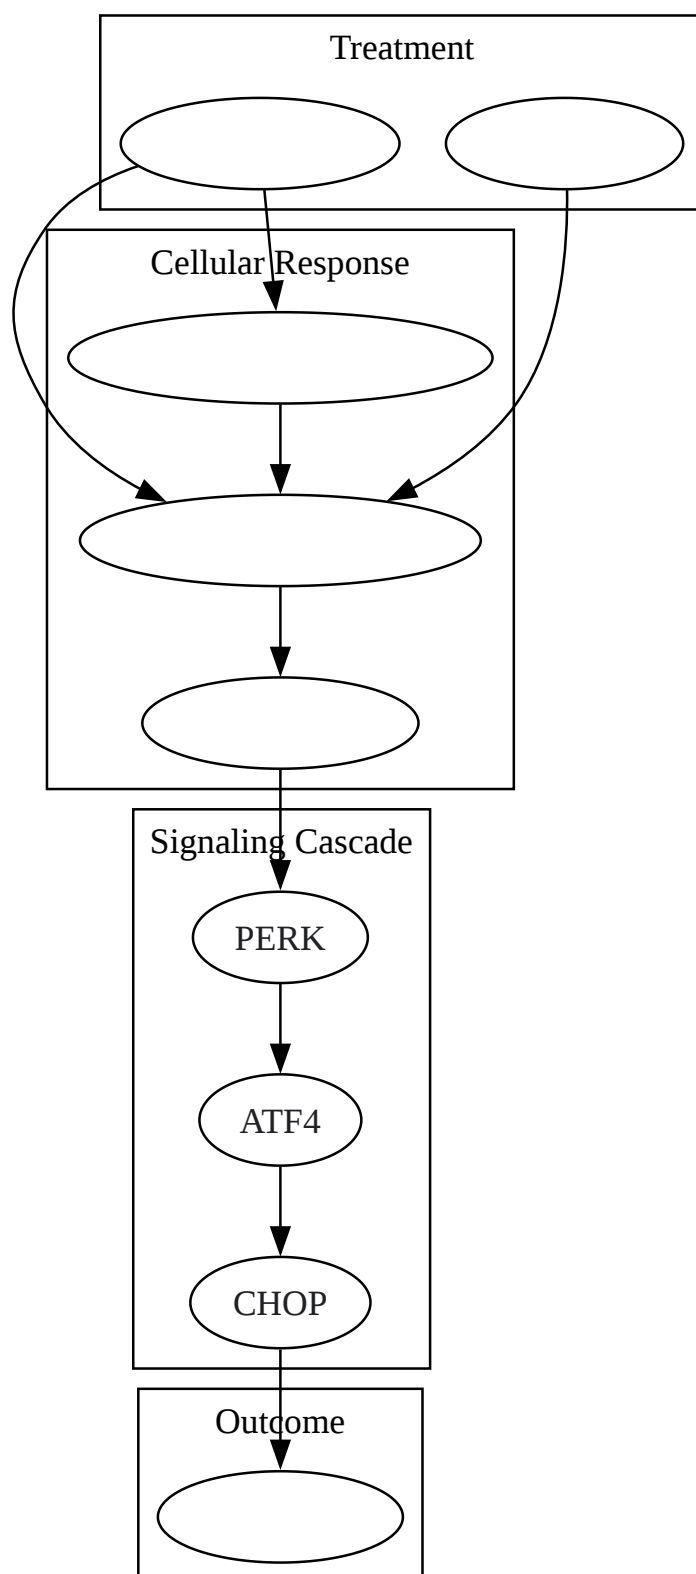 Treatment
Cellular Response
Signaling Cascade
PERK
ATF4
CHOP
Outcome